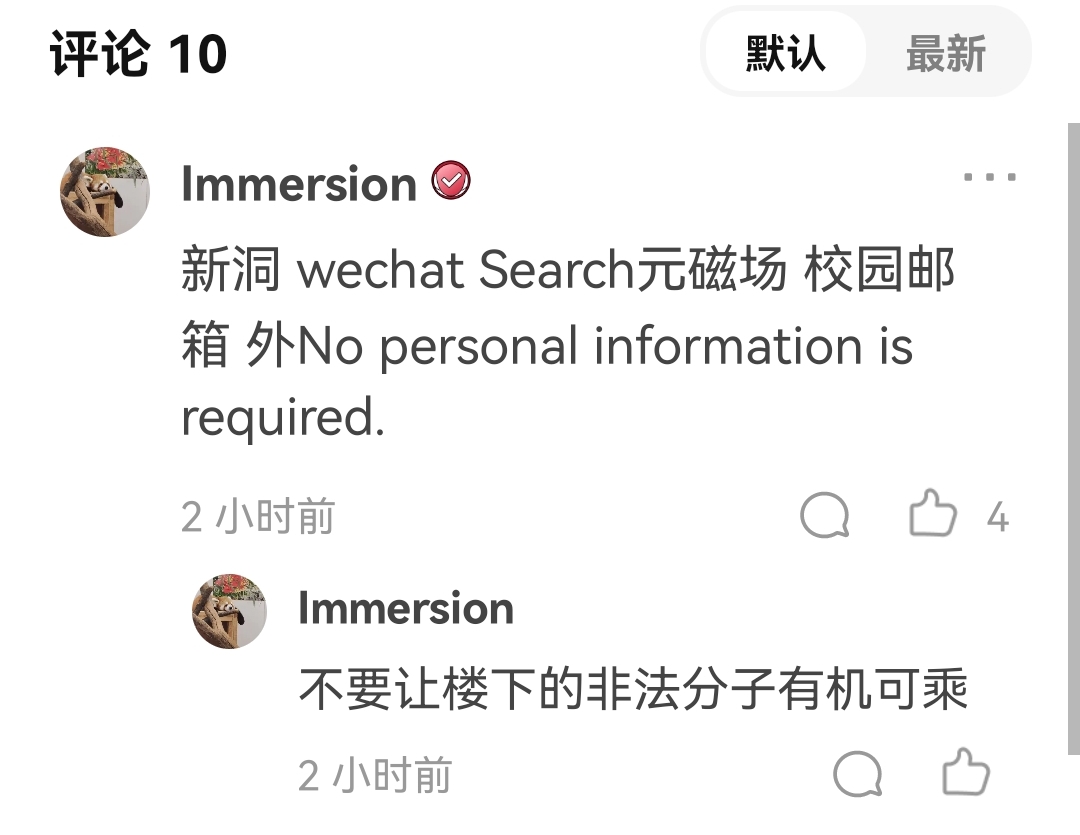 评论 10
默认 最新
Immersion
新洞 wechat Search元磁场 校园邮
箱 外No personal information is
required.
2 小时前
4
Immersion
不要让楼下的非法分子有机可乘
2 小时前